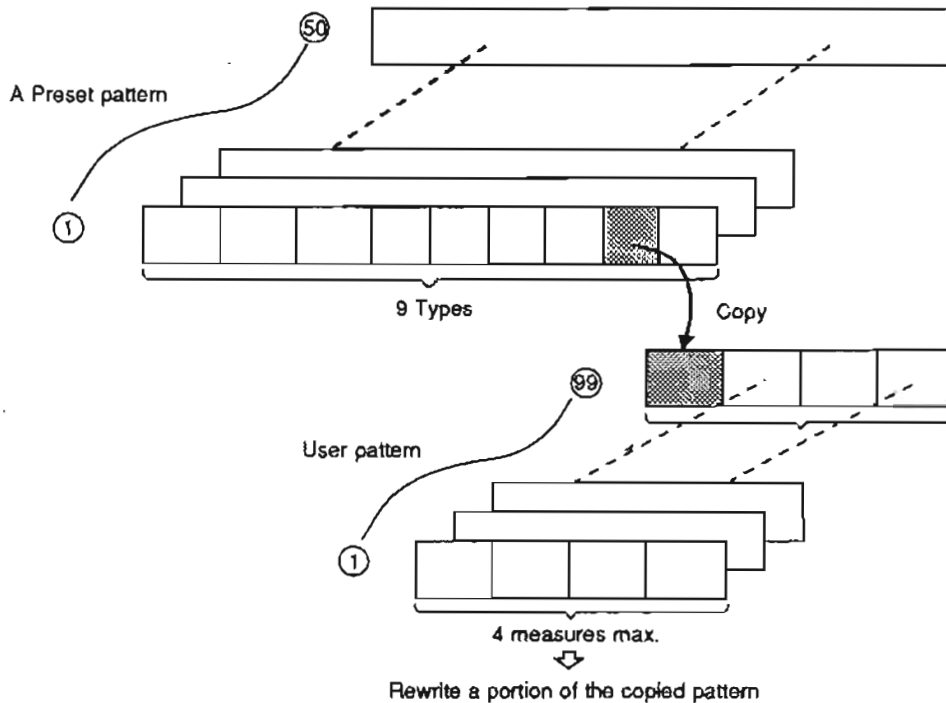 50
A Preset pattern
1
9 Types
Copy
99
User pattern
1
4 measures max.
Rewrite a portion of the copied pattern